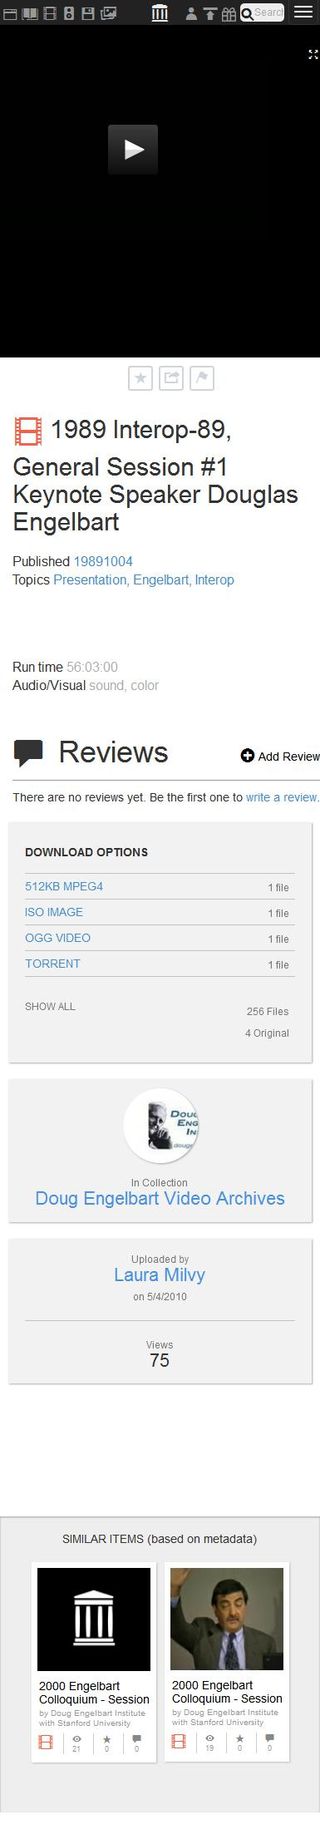 Search
1989 Interop-89,
General Session #1
Keynote Speaker Douglas
Engelbart
Published 19891004
Topics Presentation, Engelbart, Interop
Run time 56:03:00
Audio/Visual sound, color
Reviews
Add Review
There are no reviews yet. Be the first one to write a review.
DOWNLOAD OPTIONS
512KB MPEG4 1 file
ISO IMAGE 1 file
OGG VIDEO 1 file
TORRENT 1 file
SHOW ALL 256 Files
4 Original
DOUG
ENG
IN
doug
In Collection
Doug Engelbart Video Archives
Uploaded by
Laura Milvy
on 5/4/2010
Views
75
SIMILAR ITEMS (based on metadata)
2000 Engelbart
Colloquium - Session
by Doug Engelbart Institute
with Stanford University
21 0 0
2000 Engelbart
Colloquium - Session
by Doug Engelbart Institute
with Stanford University
19 0 0